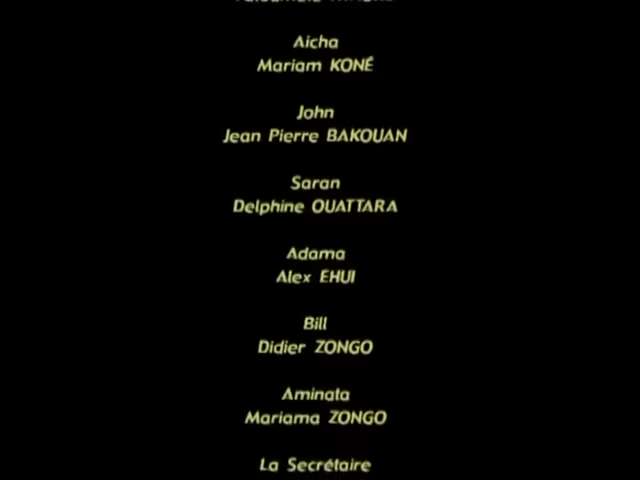 Aicha
Mariam KONÉ
John
Jean Pierre BAKOUAN
Saran
Delphine OUATTARA
Adama
Alex EHUI
Bill
Didier ZONGO
Aminata
Mariama ZONGO
La Secrétaire